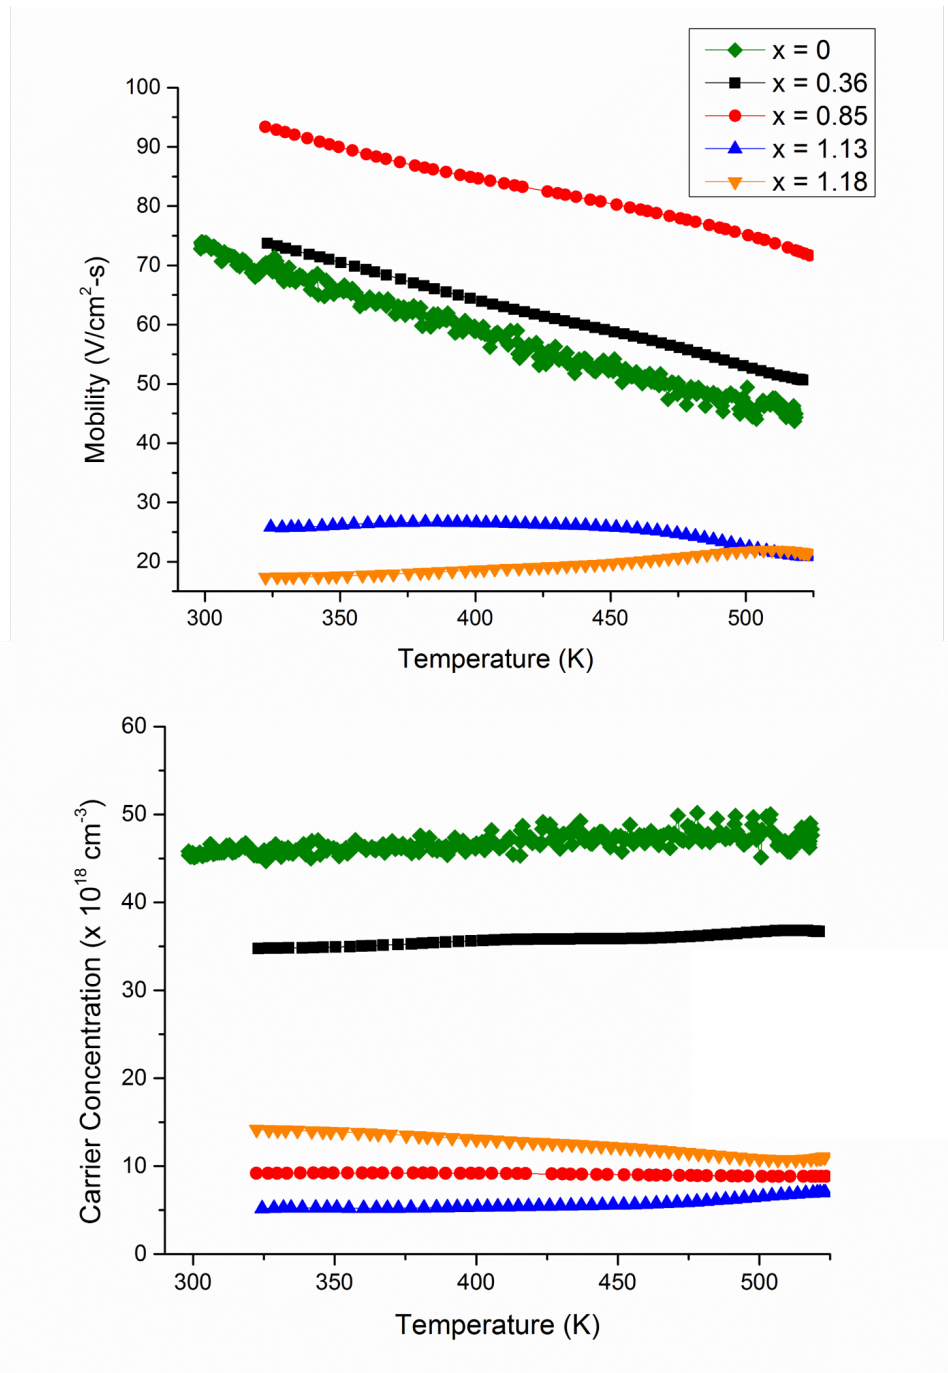 x = 0
x = 0.36
x = 0.85
x = 1.13
x = 1.18
100
90
80
70
60
50
40
30
20
Mobility (V/cm²-s)
300 350 400 450 500
Temperature (K)
60
50
40
30
20
10
0
Carrier Concentration (x 10¹⁸ cm⁻³)
300 350 400 450 500
Temperature (K)